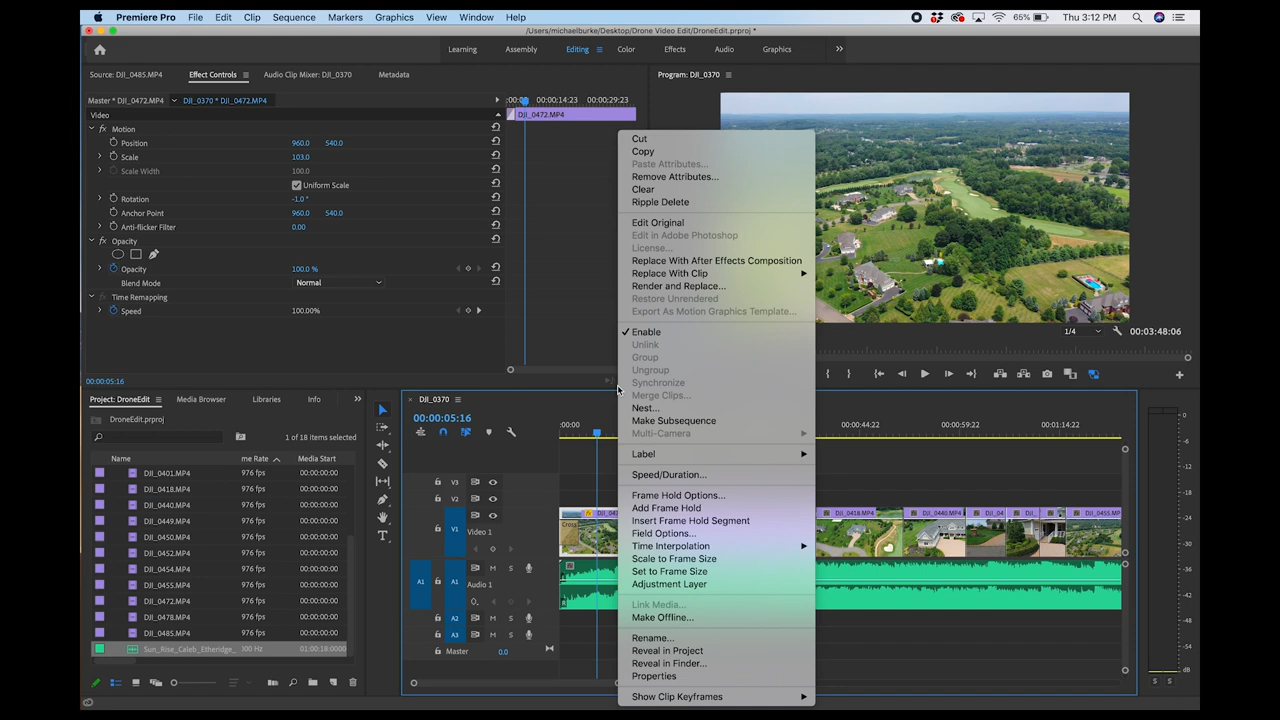 Premiere Pro File Edit Clip Sequence Markers Graphics View Window Help 65% Thu 3:12 PM
/Users/michaelburke/Desktop/Drone Video Edit/DroneEdit.prproj *
Learning Assembly Editing Color Effects Audio Graphics
Source: DJI_0485.MP4 Effect Controls Audio Clip Mixer: DJI_0370 Metadata
Program: DJI_0370
Master * DJI_0472.MP4 DJI_0370 * DJI_0472.MP4
00:00:14:23 00:00:29:23
Video
DJI_0472.MP4
fx Motion
Position 960.0 540.0
Scale 103.0
Scale Width 100.0
Uniform Scale
Rotation -1.0 °
Anchor Point 960.0 540.0
Anti-flicker Filter 0.00
fx Opacity
Opacity 100.0 %
Blend Mode Normal
Time Remapping
Speed 100.00%
00:00:05:16
1/4 00:03:48:06
Cut
Copy
Paste Attributes...
Remove Attributes...
Clear
Ripple Delete
Edit Original
Edit in Adobe Photoshop
License...
Replace With After Effects Composition
Replace With Clip
Render and Replace...
Restore Unrendered
Export As Motion Graphics Template...
Enable
Unlink
Group
Ungroup
Synchronize
Merge Clips...
Nest...
Make Subsequence
Multi-Camera
Label
Speed/Duration...
Frame Hold Options...
Add Frame Hold
Insert Frame Hold Segment
Field Options...
Time Interpolation
Scale to Frame Size
Set to Frame Size
Adjustment Layer
Link Media...
Make Offline...
Rename...
Reveal in Project
Reveal in Finder...
Properties
Show Clip Keyframes
Project: DroneEdit Media Browser Libraries Info
DroneEdit.prproj
1 of 18 items selected
Name me Rate Media Start
DJI_0401.MP4 976 fps 00:00:00:00
DJI_0418.MP4 976 fps 00:00:00:00
DJI_0440.MP4 976 fps 00:00:00:00
DJI_0449.MP4 976 fps 00:00:00:00
DJI_0450.MP4 976 fps 00:00:00:00
DJI_0452.MP4 976 fps 00:00:00:00
DJI_0454.MP4 976 fps 00:00:00:00
DJI_0455.MP4 976 fps 00:00:00:00
DJI_0472.MP4 976 fps 00:00:00:00
DJI_0478.MP4 976 fps 00:00:00:00
DJI_0485.MP4 976 fps 00:00:00:00
Sun_Rise_Caleb_Etheridge_
DJI_0370
00:00:05:16
:00:00 00:00:44:22 00:00:59:22 00:01:14:22
V3
V2
V1 Video 1
A1 A1 M S Audio 1
A2 M S
A3 M S
Master 0.0
Cross
DJI_0418.MP4 DJI_0440.MP4 DJI_04 DJI_ DJI_0455.MP4
0
-6
-12
-18
-24
-30
-36
-42
-48
-54
S S